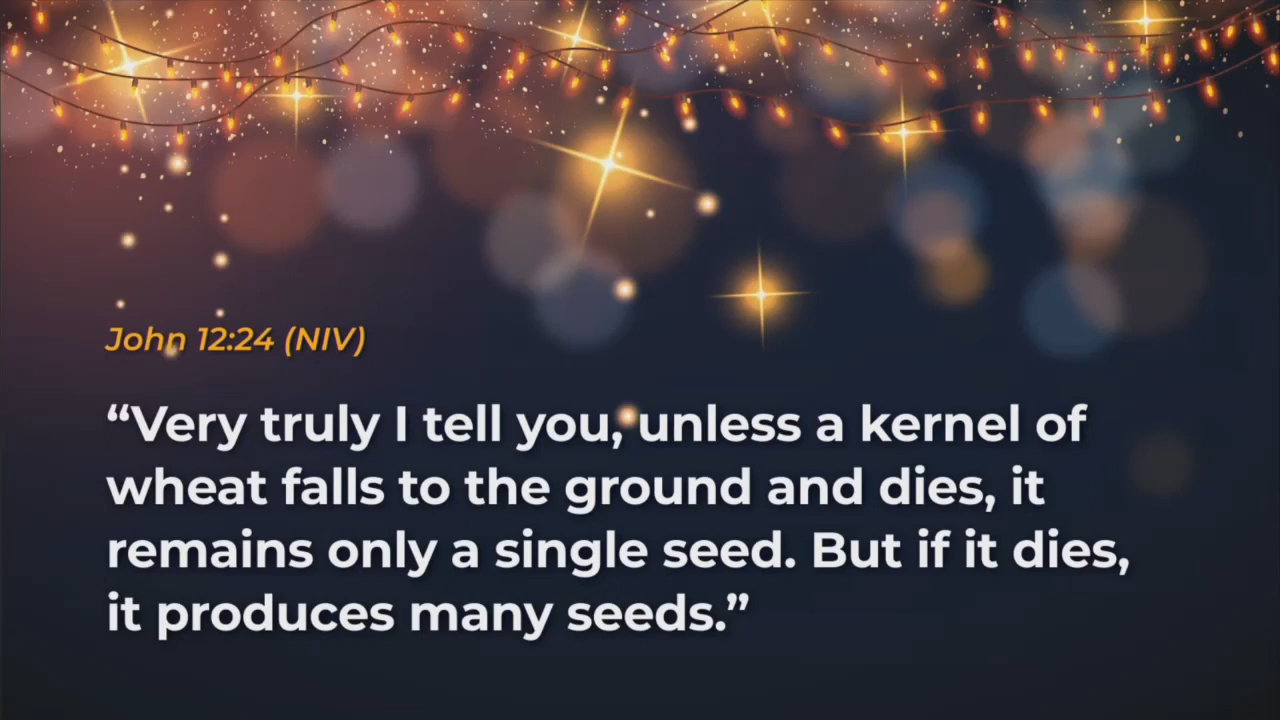 John 12:24 (NIV)
“Very truly I tell you, unless a kernel of
wheat falls to the ground and dies, it
remains only a single seed. But if it dies,
it produces many seeds.”